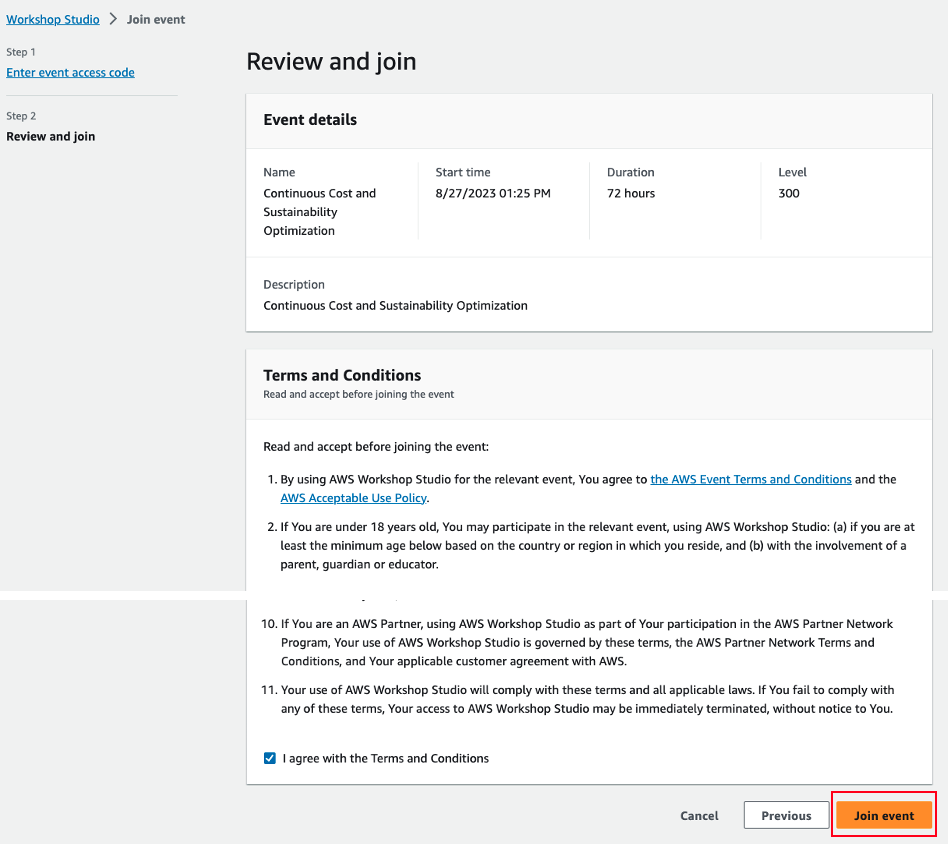 Workshop Studio > Join event
Step 1
Enter event access code
Step 2
Review and join
Review and join
Event details
Name
Continuous Cost and
Sustainability
Optimization
Start time
8/27/2023 01:25 PM
Duration
72 hours
Level
300
Description
Continuous Cost and Sustainability Optimization
Terms and Conditions
Read and accept before joining the event
Read and accept before joining the event:
1. By using AWS Workshop Studio for the relevant event, You agree to the AWS Event Terms and Conditions and the
AWS Acceptable Use Policy.
2. If You are under 18 years old, You may participate in the relevant event, using AWS Workshop Studio: (a) if you are at
least the minimum age below based on the country or region in which you reside, and (b) with the involvement of a
parent, guardian or educator.
10. If You are an AWS Partner, using AWS Workshop Studio as part of Your participation in the AWS Partner Network
Program, Your use of AWS Workshop Studio is governed by these terms, the AWS Partner Network Terms and
Conditions, and Your applicable customer agreement with AWS.
11. Your use of AWS Workshop Studio will comply with these terms and all applicable laws. If You fail to comply with
any of these terms, Your access to AWS Workshop Studio may be immediately terminated, without notice to You.
I agree with the Terms and Conditions
Cancel
Previous
Join event